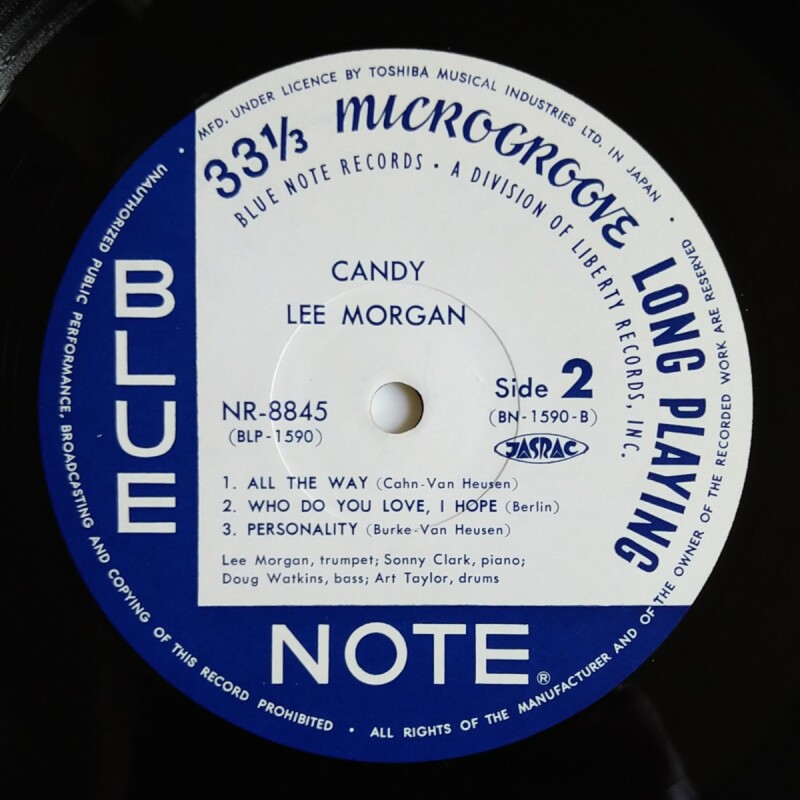 MFD. UNDER LICENCE BY TOSHIBA MUSICAL INDUSTRIES LTD. IN JAPAN •
33⅓ MICROGROOVE LONG PLAYING
BLUE NOTE RECORDS • A DIVISION OF LIBERTY RECORDS, INC.
CANDY
LEE MORGAN
NR-8845
(BLP-1590)
Side 2
(BN-1590-B)
JASRAC
1. ALL THE WAY (Cahn-Van Heusen)
2. WHO DO YOU LOVE, I HOPE (Berlin)
3. PERSONALITY (Burke-Van Heusen)
Lee Morgan, trumpet; Sonny Clark, piano;
Doug Watkins, bass; Art Taylor, drums
BLUE
NOTE®
UNAUTHORIZED PUBLIC PERFORMANCE, BROADCASTING AND COPYING OF THIS RECORD PROHIBITED • ALL RIGHTS OF THE MANUFACTURER AND OF THE OWNER OF THE RECORDED WORK ARE RESERVED •